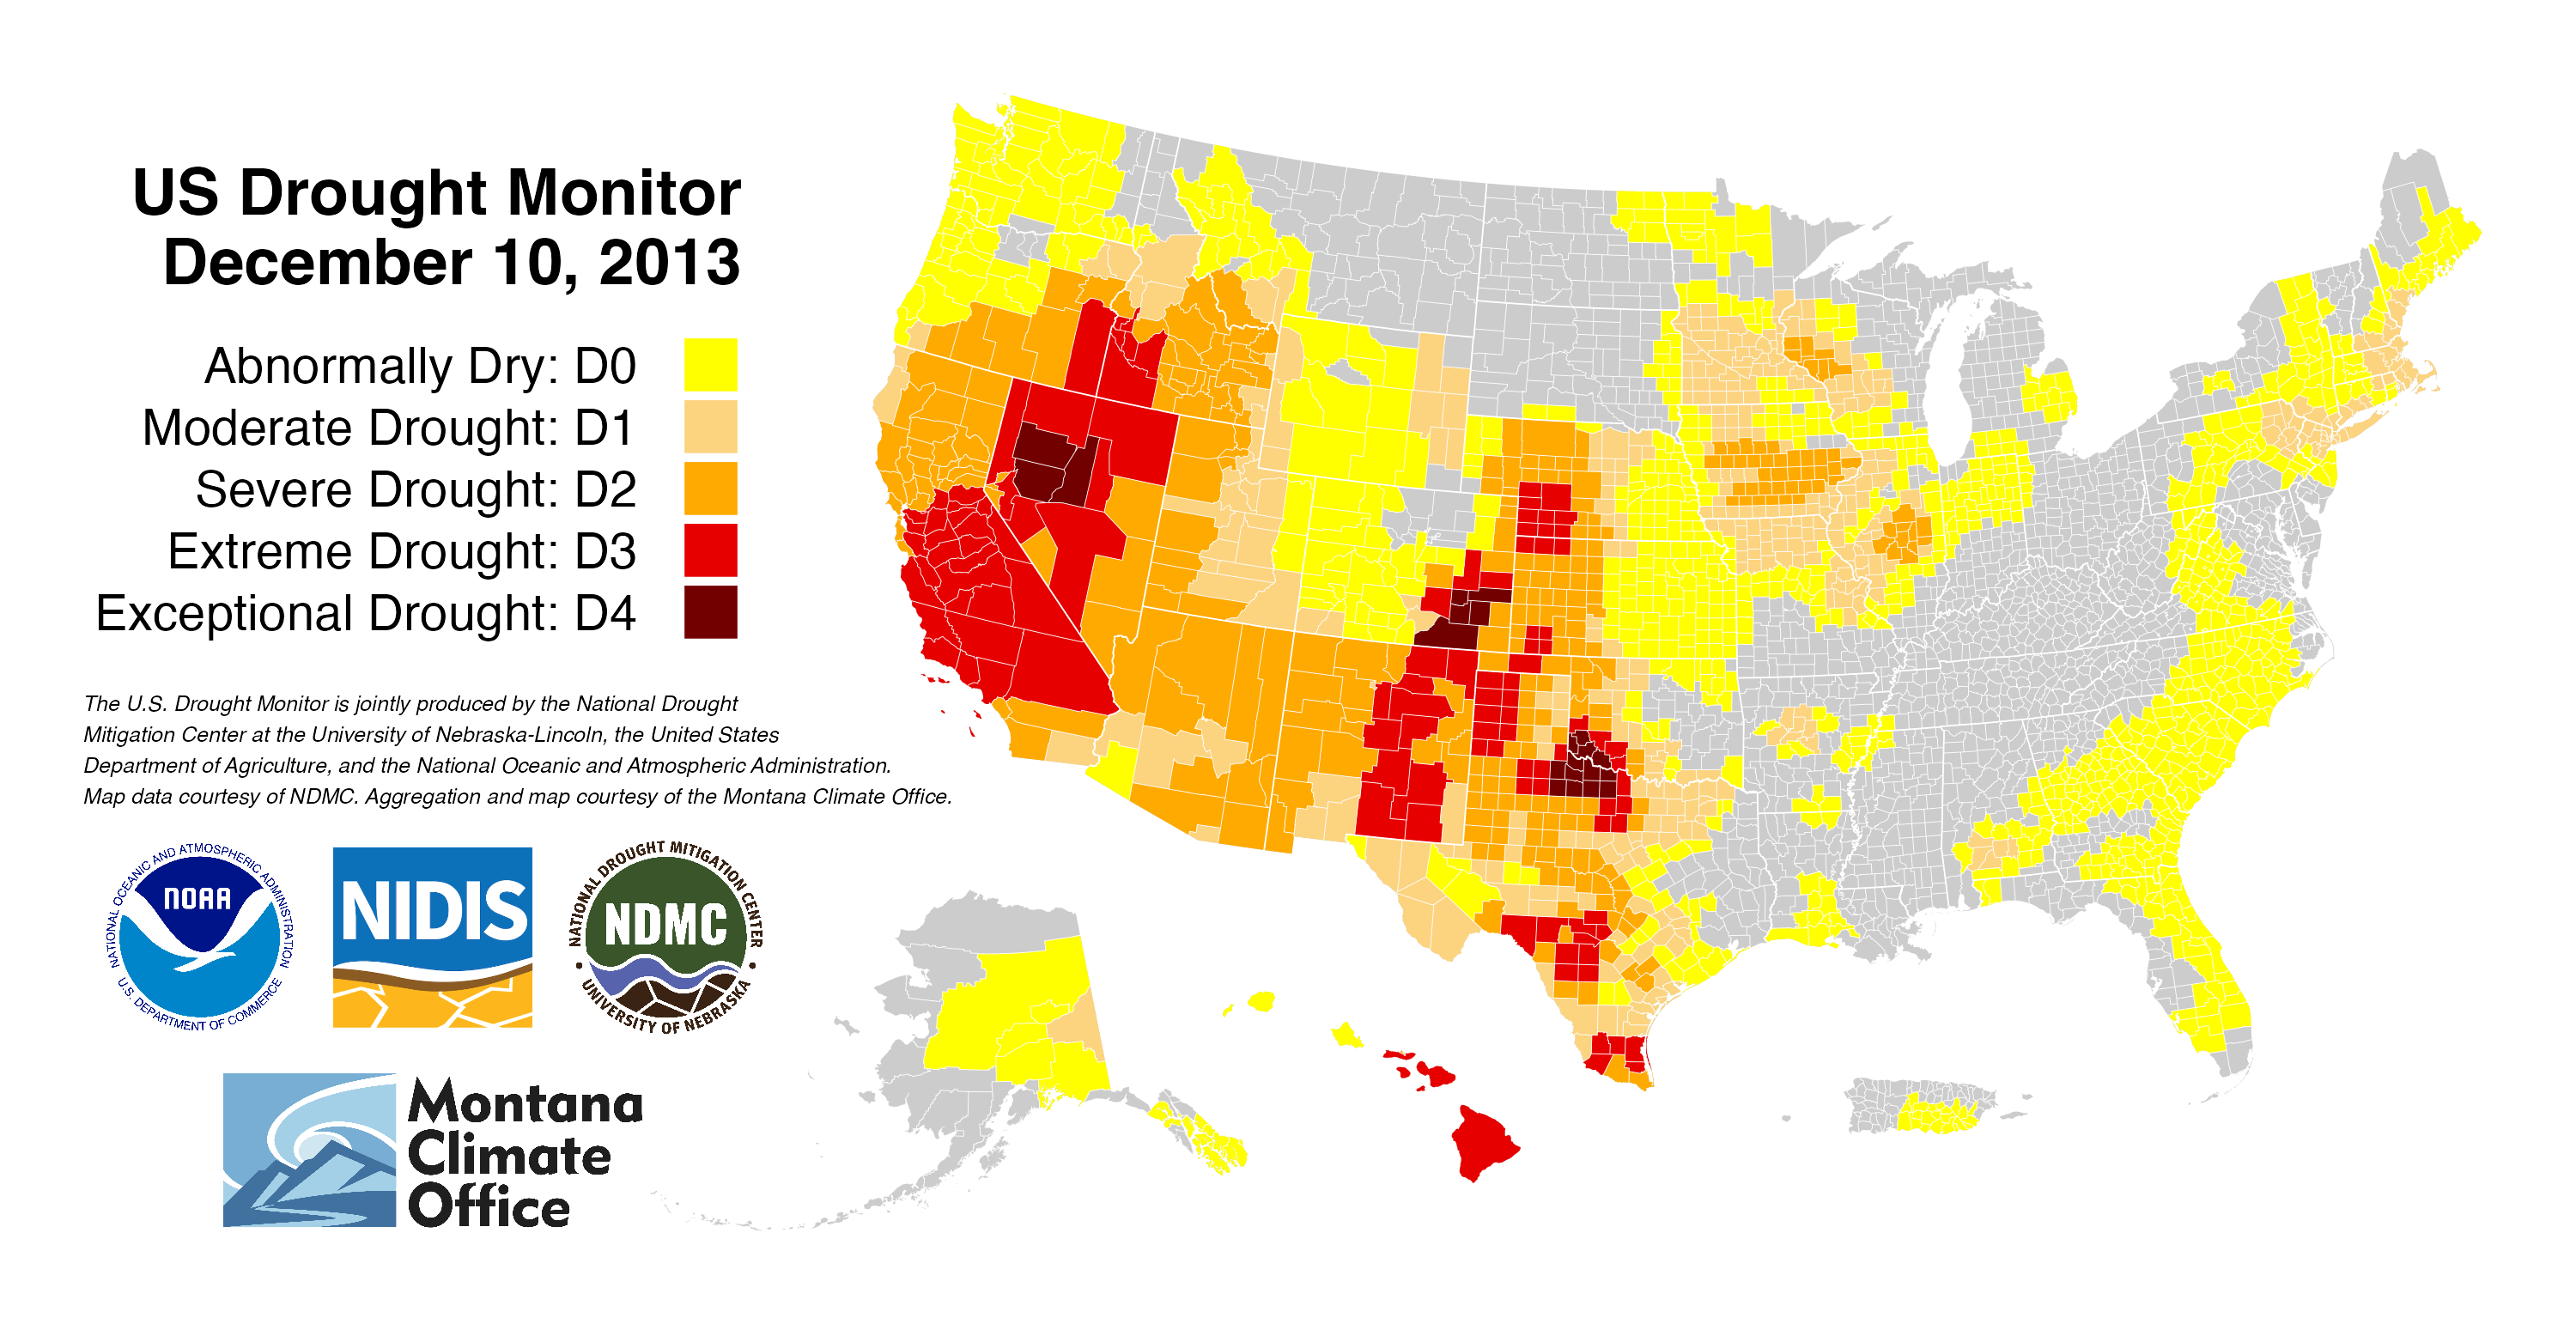 US Drought Monitor
December 10, 2013
Abnormally Dry: D0
Moderate Drought: D1
Severe Drought: D2
Extreme Drought: D3
Exceptional Drought: D4
The U.S. Drought Monitor is jointly produced by the National Drought
Mitigation Center at the University of Nebraska-Lincoln, the United States
Department of Agriculture, and the National Oceanic and Atmospheric Administration.
Map data courtesy of NDMC. Aggregation and map courtesy of the Montana Climate Office.
NATIONAL OCEANIC AND ATMOSPHERIC ADMINISTRATION
NOAA
U.S. DEPARTMENT OF COMMERCE
NIDIS
NATIONAL DROUGHT MITIGATION CENTER
NDMC
UNIVERSITY OF NEBRASKA
Montana
Climate
Office